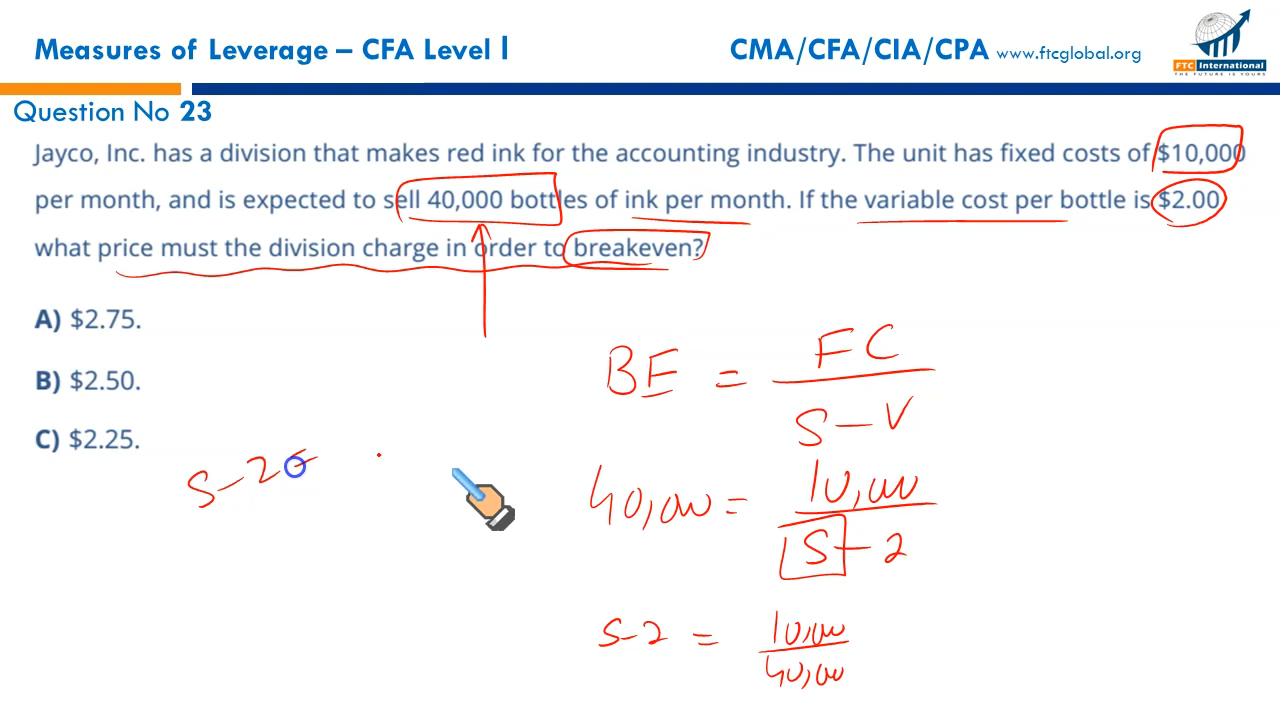 Measures of Leverage – CFA Level I
CMA/CFA/CIA/CPA www.ftcglobal.org
FTC International
THE FUTURE IS YOURS
Question No 23
Jayco, Inc. has a division that makes red ink for the accounting industry. The unit has fixed costs of $10,000
per month, and is expected to sell 40,000 bottles of ink per month. If the variable cost per bottle is $2.00
what price must the division charge in order to breakeven?
A) $2.75.
B) $2.50.
C) $2.25.
BE = FC
S – V
40,000 = 10,000
S – 2
S-2 = 10,000
40,000
S-2 =